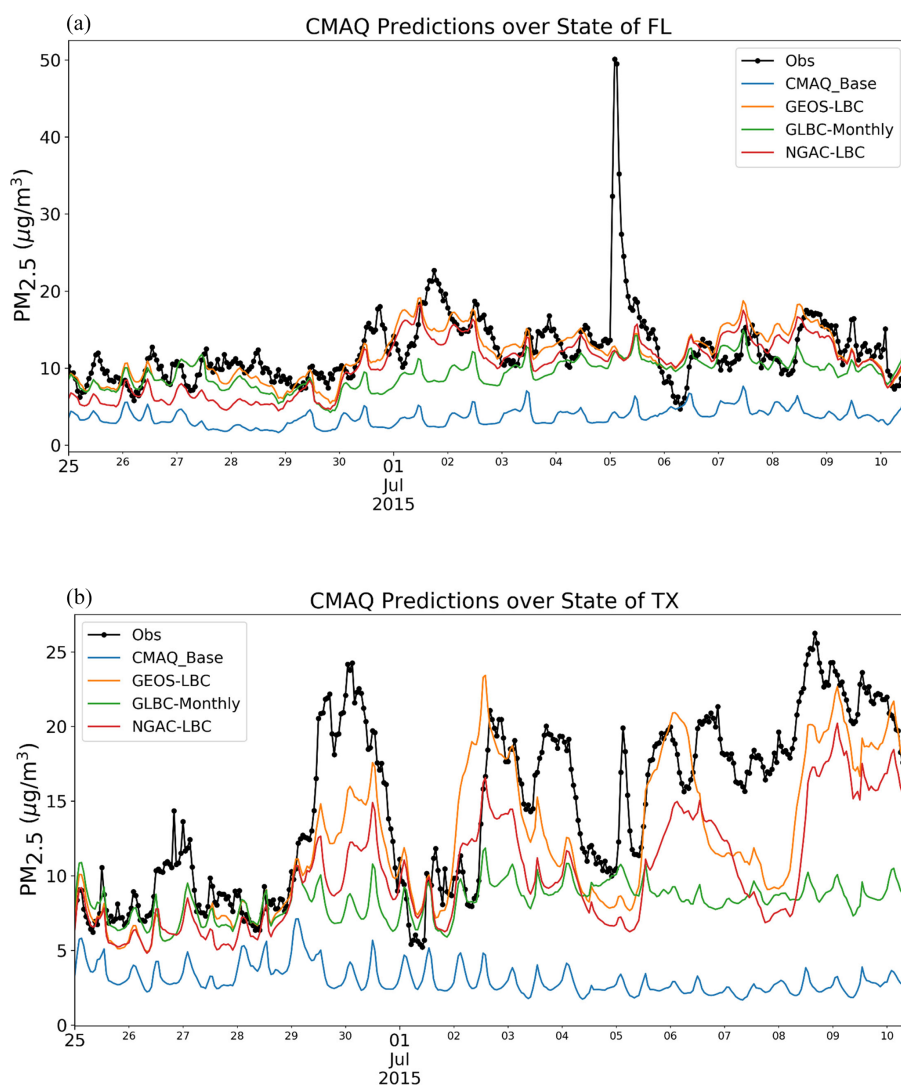 (a)
CMAQ Predictions over State of FL
50
40
30
20
10
0
PM2.5 (μg/m3)
Obs
CMAQ_Base
GEOS-LBC
GLBC-Monthly
NGAC-LBC
25 26 27 28 29 30 01 02 03 04 05 06 07 08 09 10
Jul
2015
(b)
CMAQ Predictions over State of TX
25
20
15
10
5
0
PM2.5 (μg/m3)
Obs
CMAQ_Base
GEOS-LBC
GLBC-Monthly
NGAC-LBC
25 26 27 28 29 30 01 02 03 04 05 06 07 08 09 10
Jul
2015